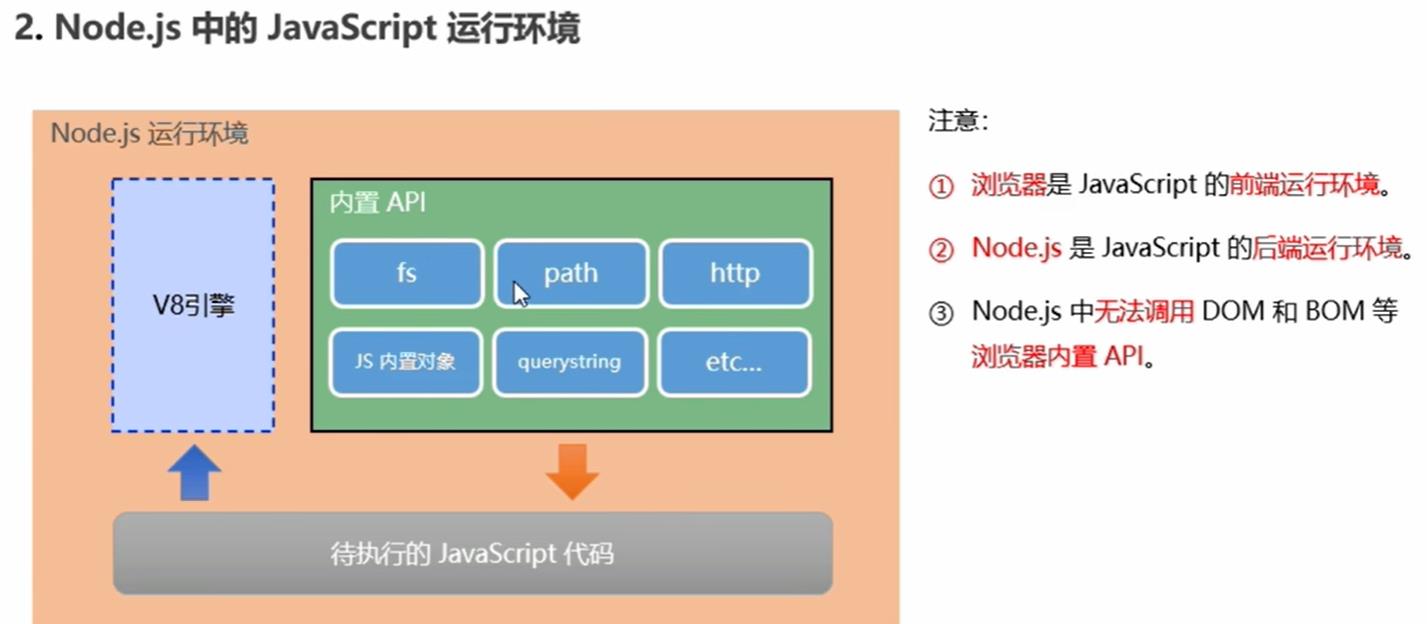 2. Node.js 中的 JavaScript 运行环境
Node.js 运行环境
V8引擎
内置 API
fs
path
http
JS 内置对象
querystring
etc...
待执行的 JavaScript 代码
注意：
① 浏览器是 JavaScript 的前端运行环境。
② Node.js 是 JavaScript 的后端运行环境。
③ Node.js 中无法调用 DOM 和 BOM 等
浏览器内置 API。